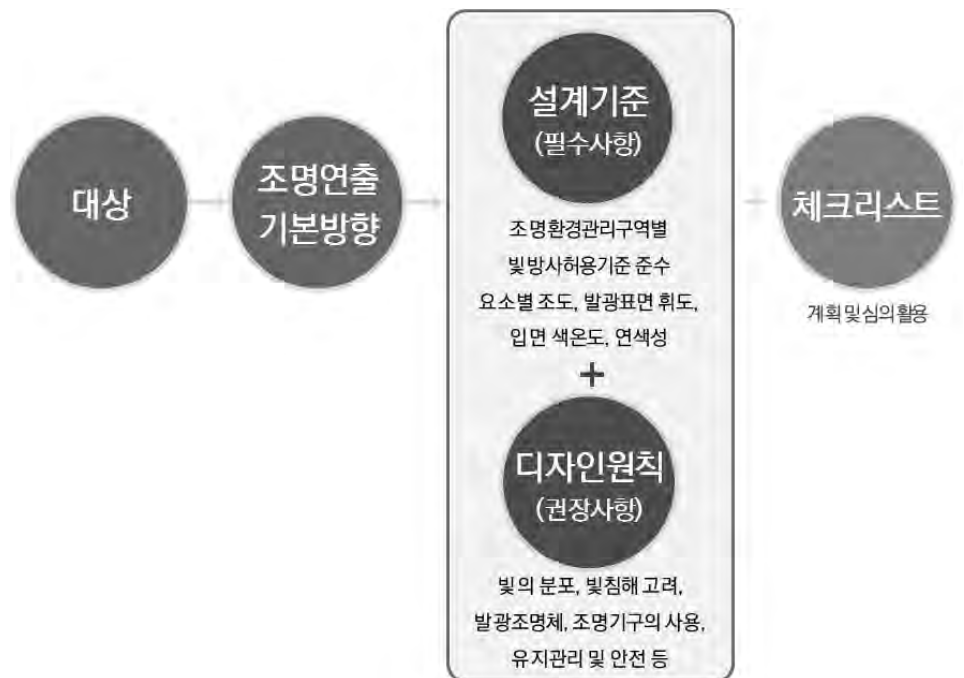 대상
조명연출
기본방향
설계기준
(필수사항)
조명환경관리구역별
빛방사허용기준 준수
요소별 조도, 발광표면 휘도,
입면 색온도, 연색성
+
디자인원칙
(권장사항)
빛의 분포, 빛침해 고려,
발광조명체, 조명기구의 사용,
유지관리 및 안전 등
+
체크리스트
계획 및 심의 활용